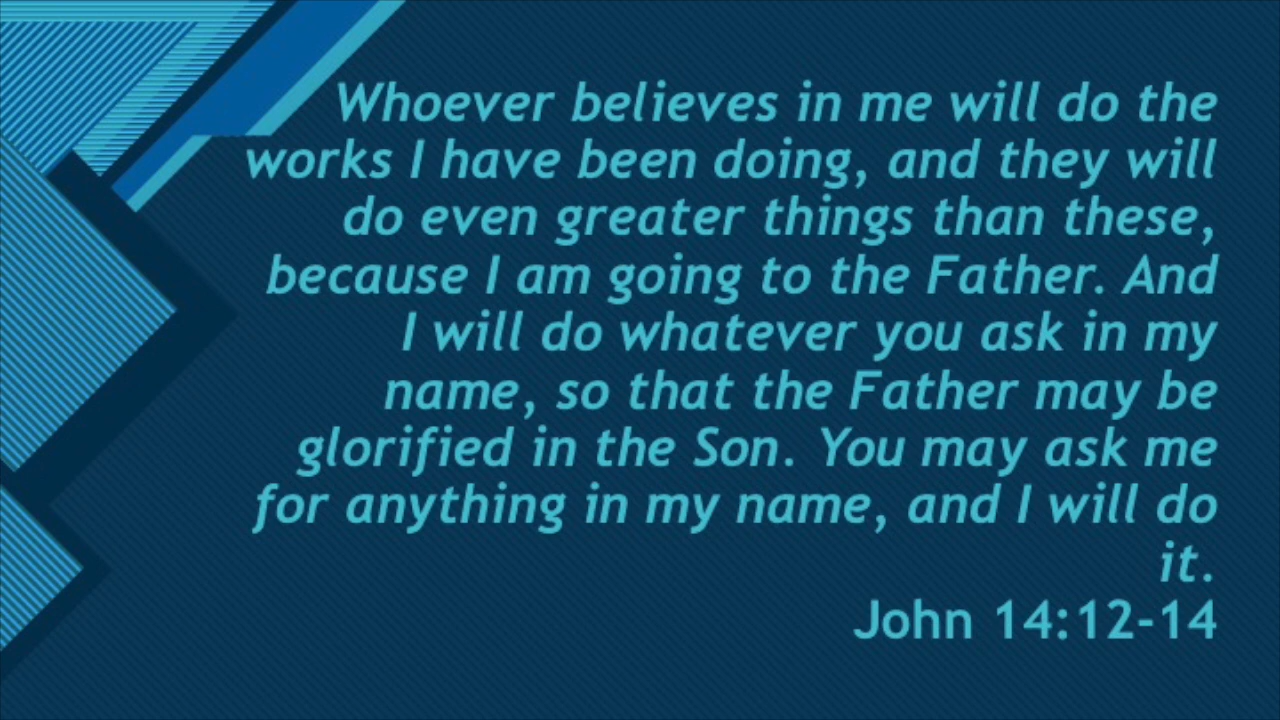 Whoever believes in me will do the
works I have been doing, and they will
do even greater things than these,
because I am going to the Father. And
I will do whatever you ask in my
name, so that the Father may be
glorified in the Son. You may ask me
for anything in my name, and I will do
it.
John 14:12-14